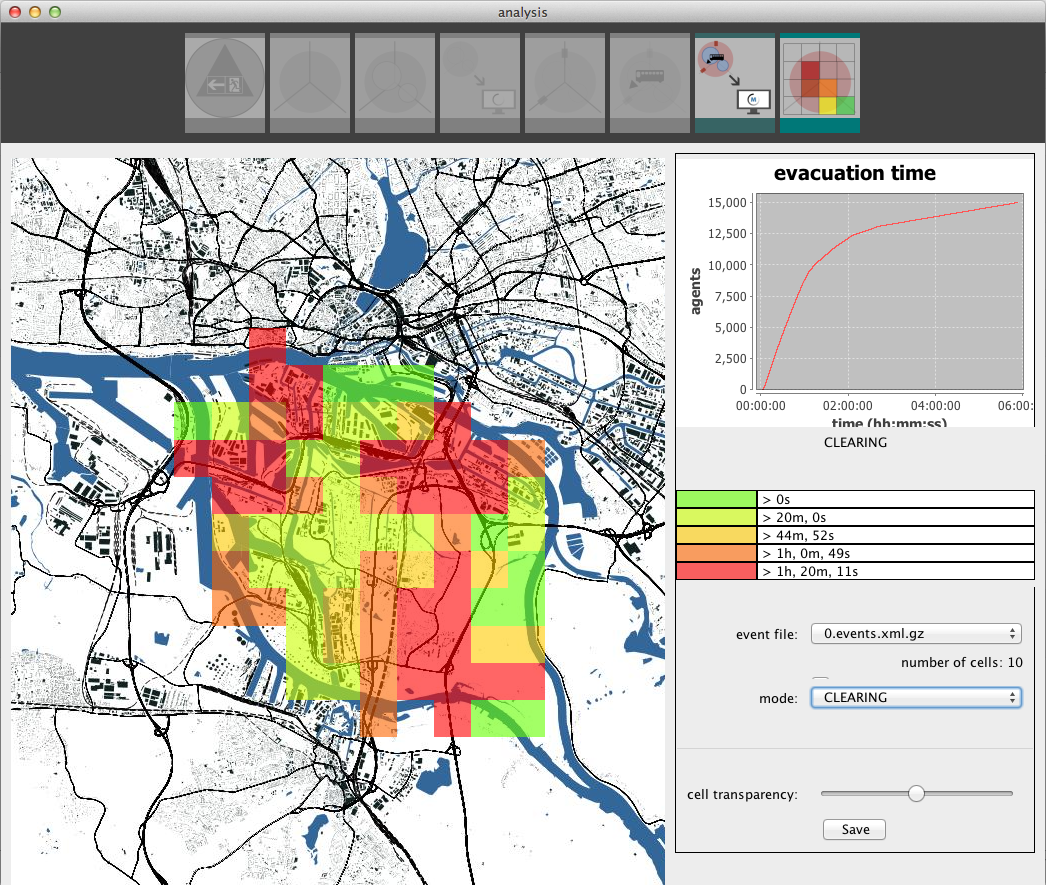 analysis
M
evacuation time
15,000
12,500
10,000
7,500
5,000
2,500
0
agents
00:00:00 02:00:00 04:00:00 06:00:
time (hh:mm:ss)
CLEARING
> 0s
> 20m, 0s
> 44m, 52s
> 1h, 0m, 49s
> 1h, 20m, 11s
event file: 0.events.xml.gz
number of cells: 10
mode: CLEARING
cell transparency:
Save